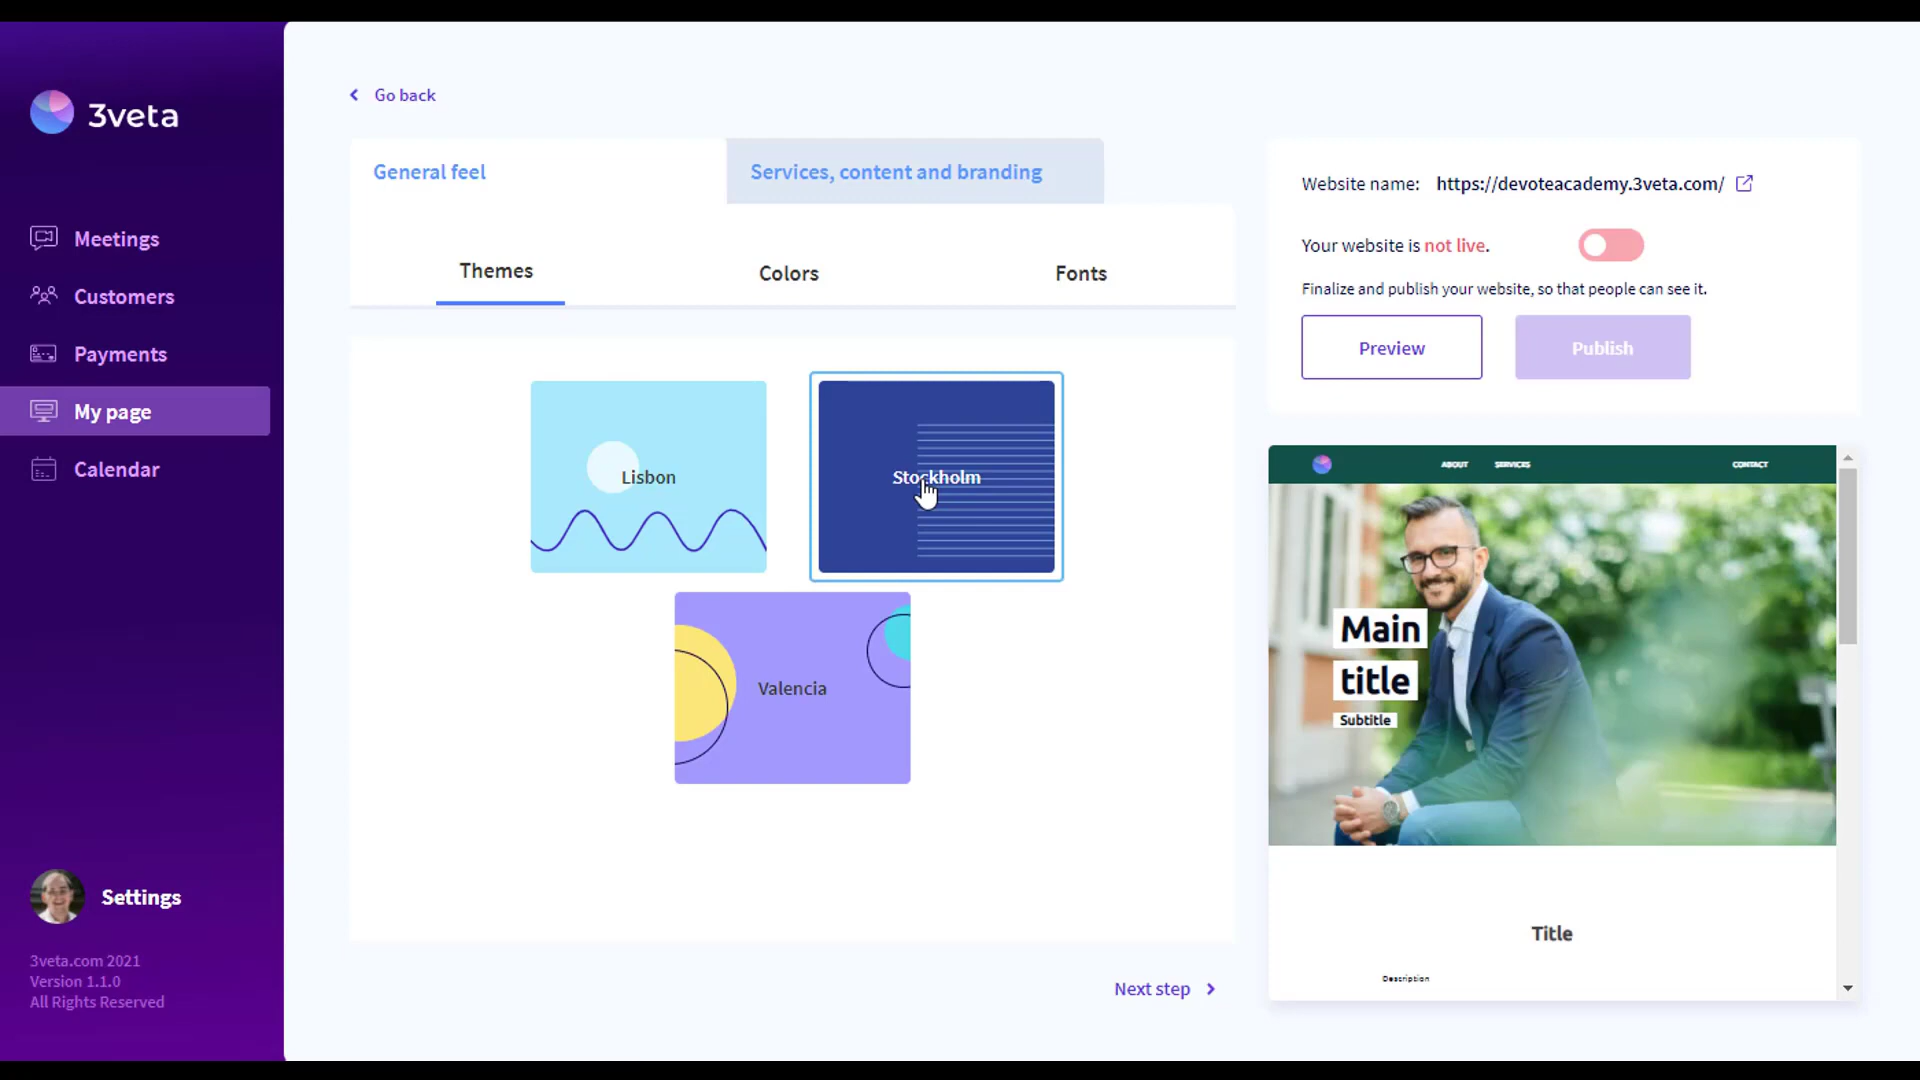 3veta
Meetings
Customers
Payments
My page
Calendar
Settings
3veta.com 2021
Version 1.1.0
All Rights Reserved
Go back
General feel
Services, content and branding
Themes
Colors
Fonts
Lisbon
Stockholm
Valencia
Next step
Website name: https://devoteacademy.3veta.com/
Your website is not live.
Finalize and publish your website, so that people can see it.
Preview
Publish
ABOUT
SERVICES
CONTACT
Main
title
Subtitle
Title
Description